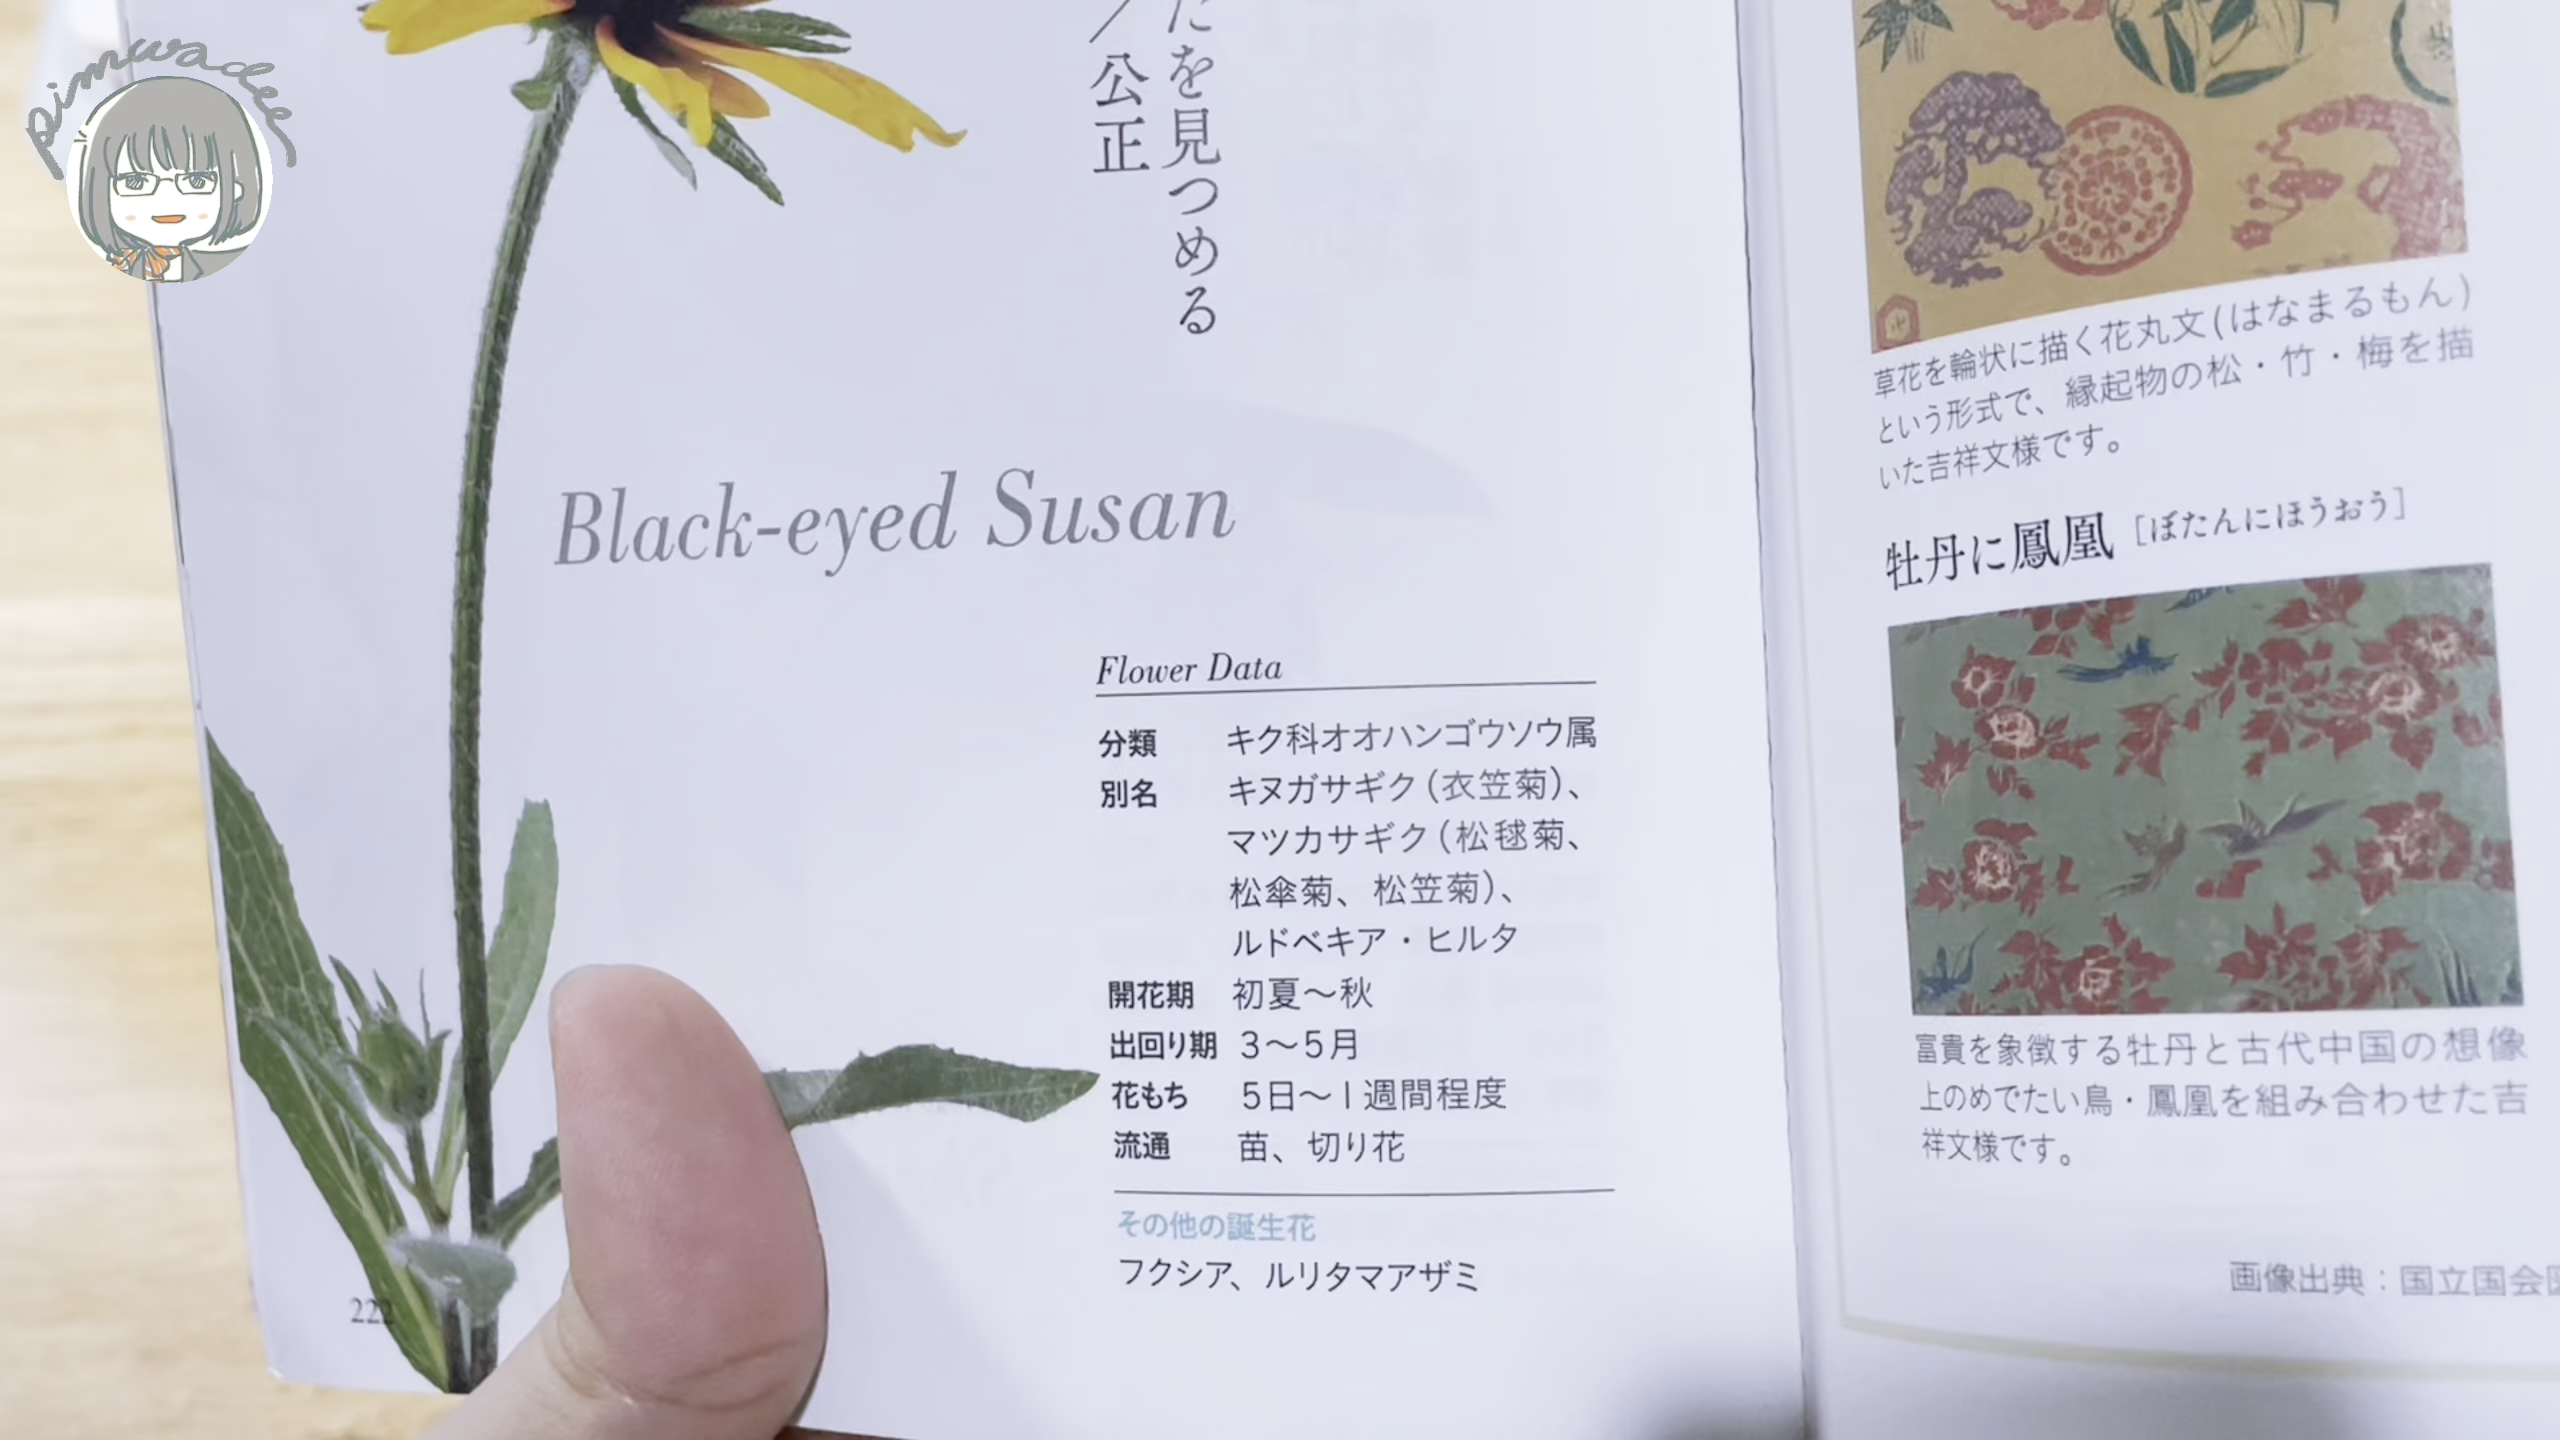 pimwadee
たを見つめる
／公正
Black-eyed Susan
Flower Data
分類 キク科オオハンゴウソウ属
別名 キヌガサギク(衣笠菊)、
マツカサギク(松毬菊、
松傘菊、松笠菊)、
ルドベキア・ヒルタ
開花期 初夏〜秋
出回り期 3〜5月
花もち 5日〜1週間程度
流通 苗、切り花
その他の誕生花
フクシア、ルリタマアザミ
222
草花を輪状に描く花丸文(はなまるもん)
という形式で、縁起物の松・竹・梅を描
いた吉祥文様です。
牡丹に鳳凰 [ぼたんにほうおう]
富貴を象徴する牡丹と古代中国の想像
上のめでたい鳥・鳳凰を組み合わせた吉
祥文様です。
画像出典：国立国会図